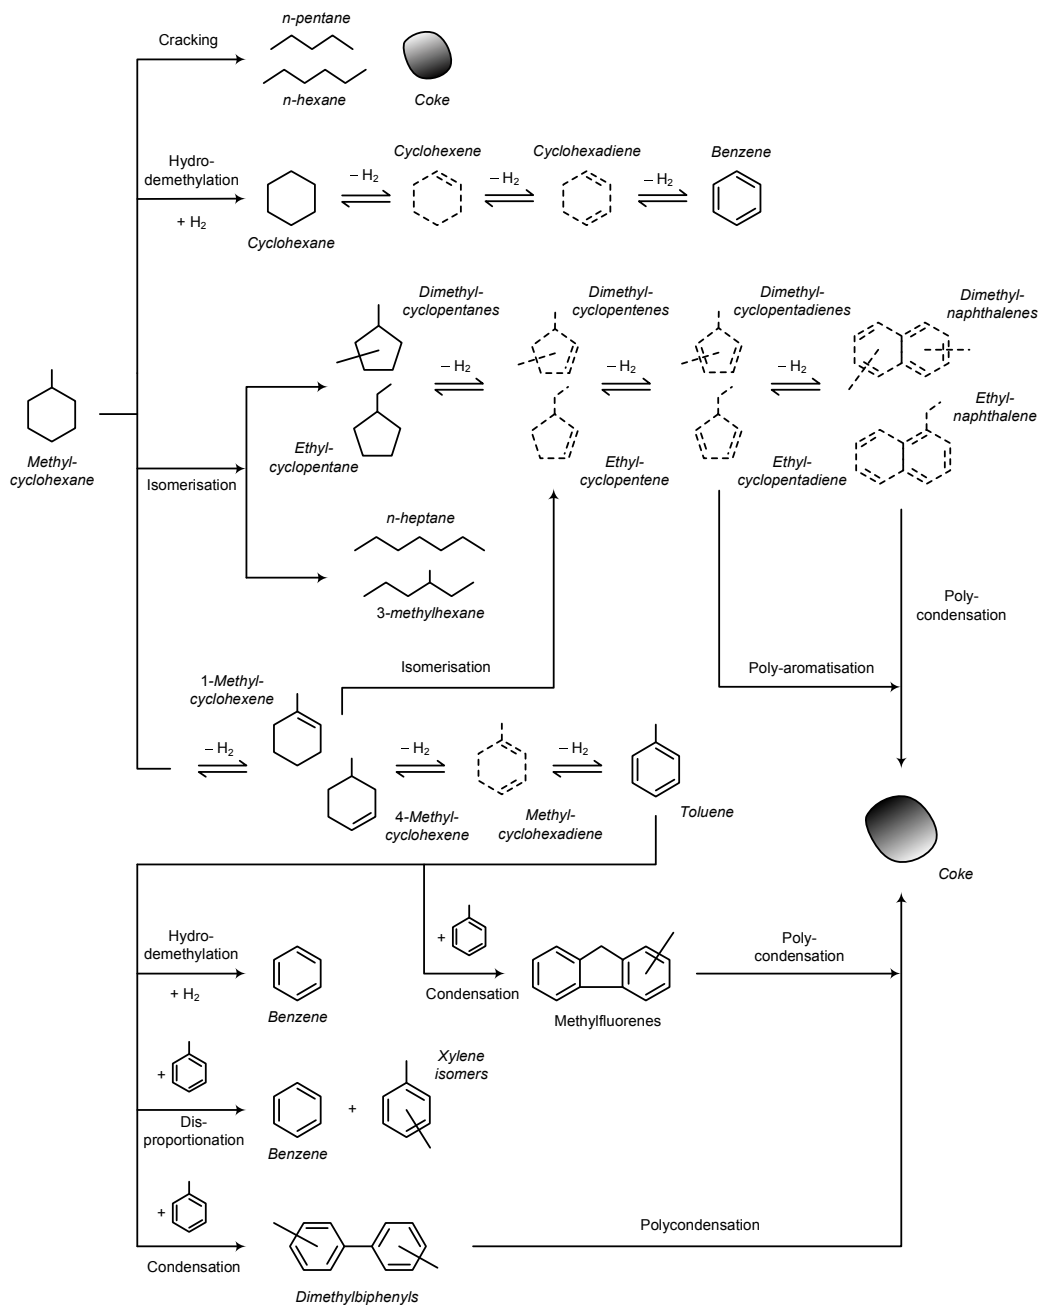 n-pentane
Cracking
n-hexane
Coke
Hydro-
demethylation
+ H2
Cyclohexane
– H2
Cyclohexene
– H2
Cyclohexadiene
– H2
Benzene
Methyl-
cyclohexane
Isomerisation
Dimethyl-
cyclopentanes
Ethyl-
cyclopentane
– H2
Dimethyl-
cyclopentenes
Ethyl-
cyclopentene
– H2
Dimethyl-
cyclopentadienes
Ethyl-
cyclopentadiene
– H2
Dimethyl-
naphthalenes
Ethyl-
naphthalene
n-heptane
3-methylhexane
Poly-
condensation
Isomerisation
Poly-aromatisation
1-Methyl-
cyclohexene
– H2
4-Methyl-
cyclohexene
– H2
Methyl-
cyclohexadiene
– H2
Toluene
Coke
Hydro-
demethylation
+ H2
Benzene
+
Condensation
Methylfluorenes
Poly-
condensation
+
Dis-
proportionation
Benzene
+
Xylene
isomers
+
Condensation
Dimethylbiphenyls
Polycondensation